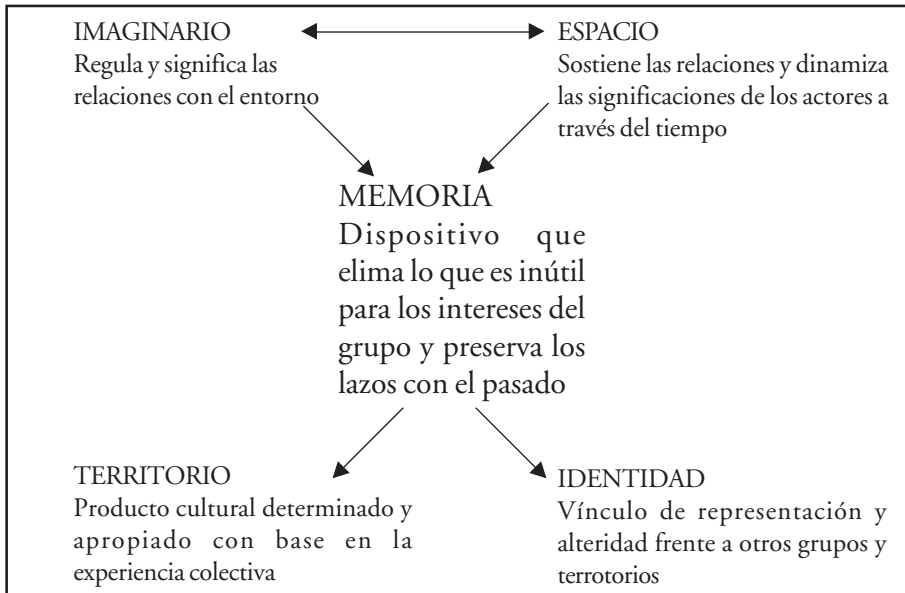 IMAGINARIO
Regula y significa las
relaciones con el entorno
ESPACIO
Sostiene las relaciones y dinamiza
las significaciones de los actores a
través del tiempo
MEMORIA
Dispositivo que
elima lo que es inútil
para los intereses del
grupo y preserva los
lazos con el pasado
TERRITORIO
Producto cultural determinado y
apropiado con base en la
experiencia colectiva
IDENTIDAD
Vínculo de representación y
alteridad frente a otros grupos y
terrotorios